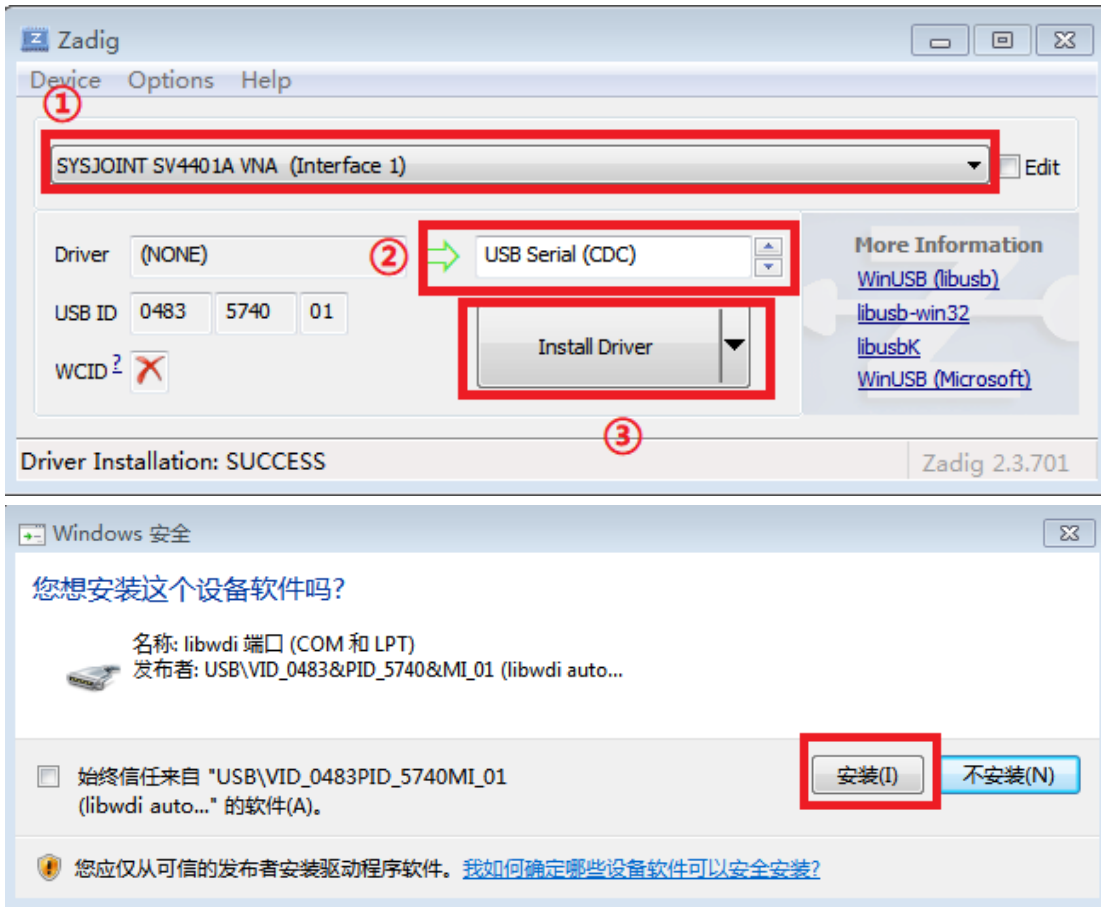 Zadig
Device Options Help
①
SYSJOINT SV4401A VNA (Interface 1)
Edit
Driver (NONE) ② USB Serial (CDC)
More Information
WinUSB (libusb)
USB ID 0483 5740 01
libusb-win32
Install Driver
libusbK
WCID ?
WinUSB (Microsoft)
③
Driver Installation: SUCCESS
Zadig 2.3.701
Windows 安全
您想安装这个设备软件吗?
名称: libwdi 端口 (COM 和 LPT)
发布者: USB\VID_0483&PID_5740&MI_01 (libwdi auto...
始终信任来自 "USB\VID_0483PID_5740MI_01
(libwdi auto..." 的软件(A)。
安装(I)
不安装(N)
您应仅从可信的发布者安装驱动程序软件。我如何确定哪些设备软件可以安全安装?